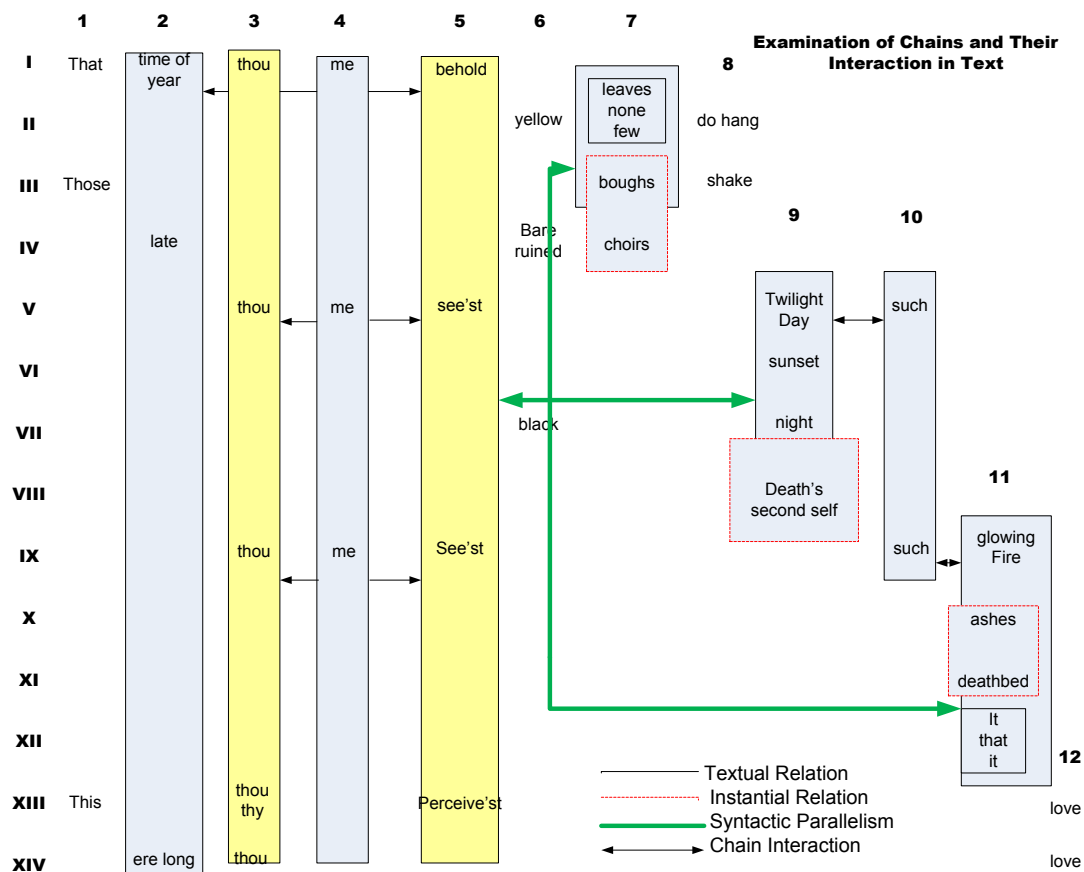 1 2 3 4 5 6 7
Examination of Chains and Their
Interaction in Text
I That time of
year thou me behold 8
leaves
none
few
II yellow do hang
III Those boughs shake
9 10
IV late Bare
ruined choirs
V thou me see'st Twilight
Day such
VI sunset
VII black night
VIII Death's
second self 11
IX thou me See'st such glowing
Fire
X ashes
XI deathbed
XII It
that
it 12
Textual Relation
Instantial Relation
Syntactic Parallelism
Chain Interaction
XIII This thou
thy Perceive'st love
XIV ere long thou love